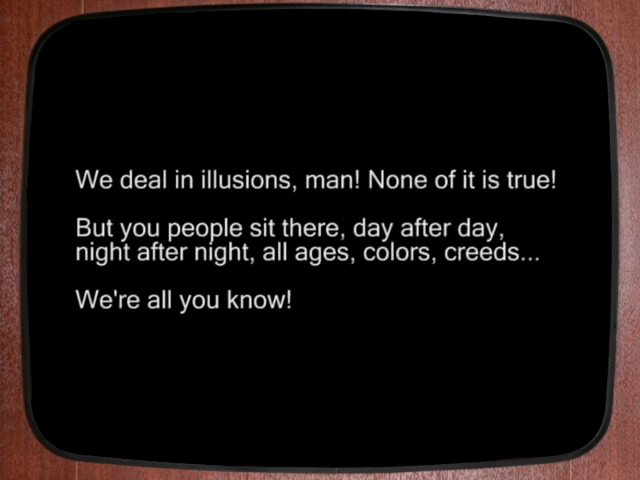 We deal in illusions, man! None of it is true!
But you people sit there, day after day,
night after night, all ages, colors, creeds...
We're all you know!